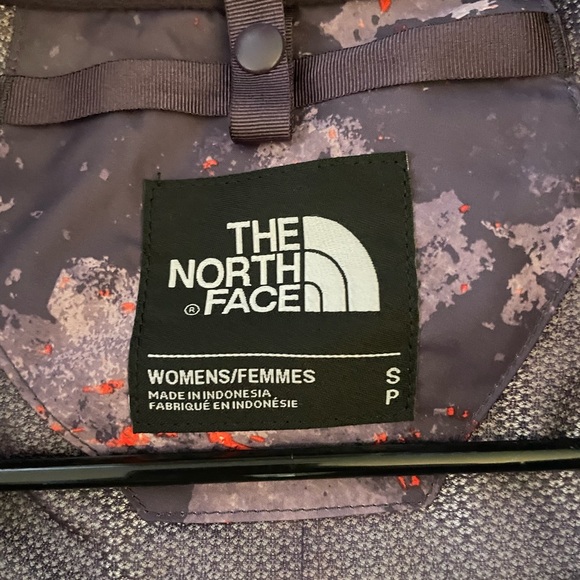 THE
NORTH
® FACE
WOMENS/FEMMES S
MADE IN INDONESIA P
FABRIQUÉ EN INDONÉSIE